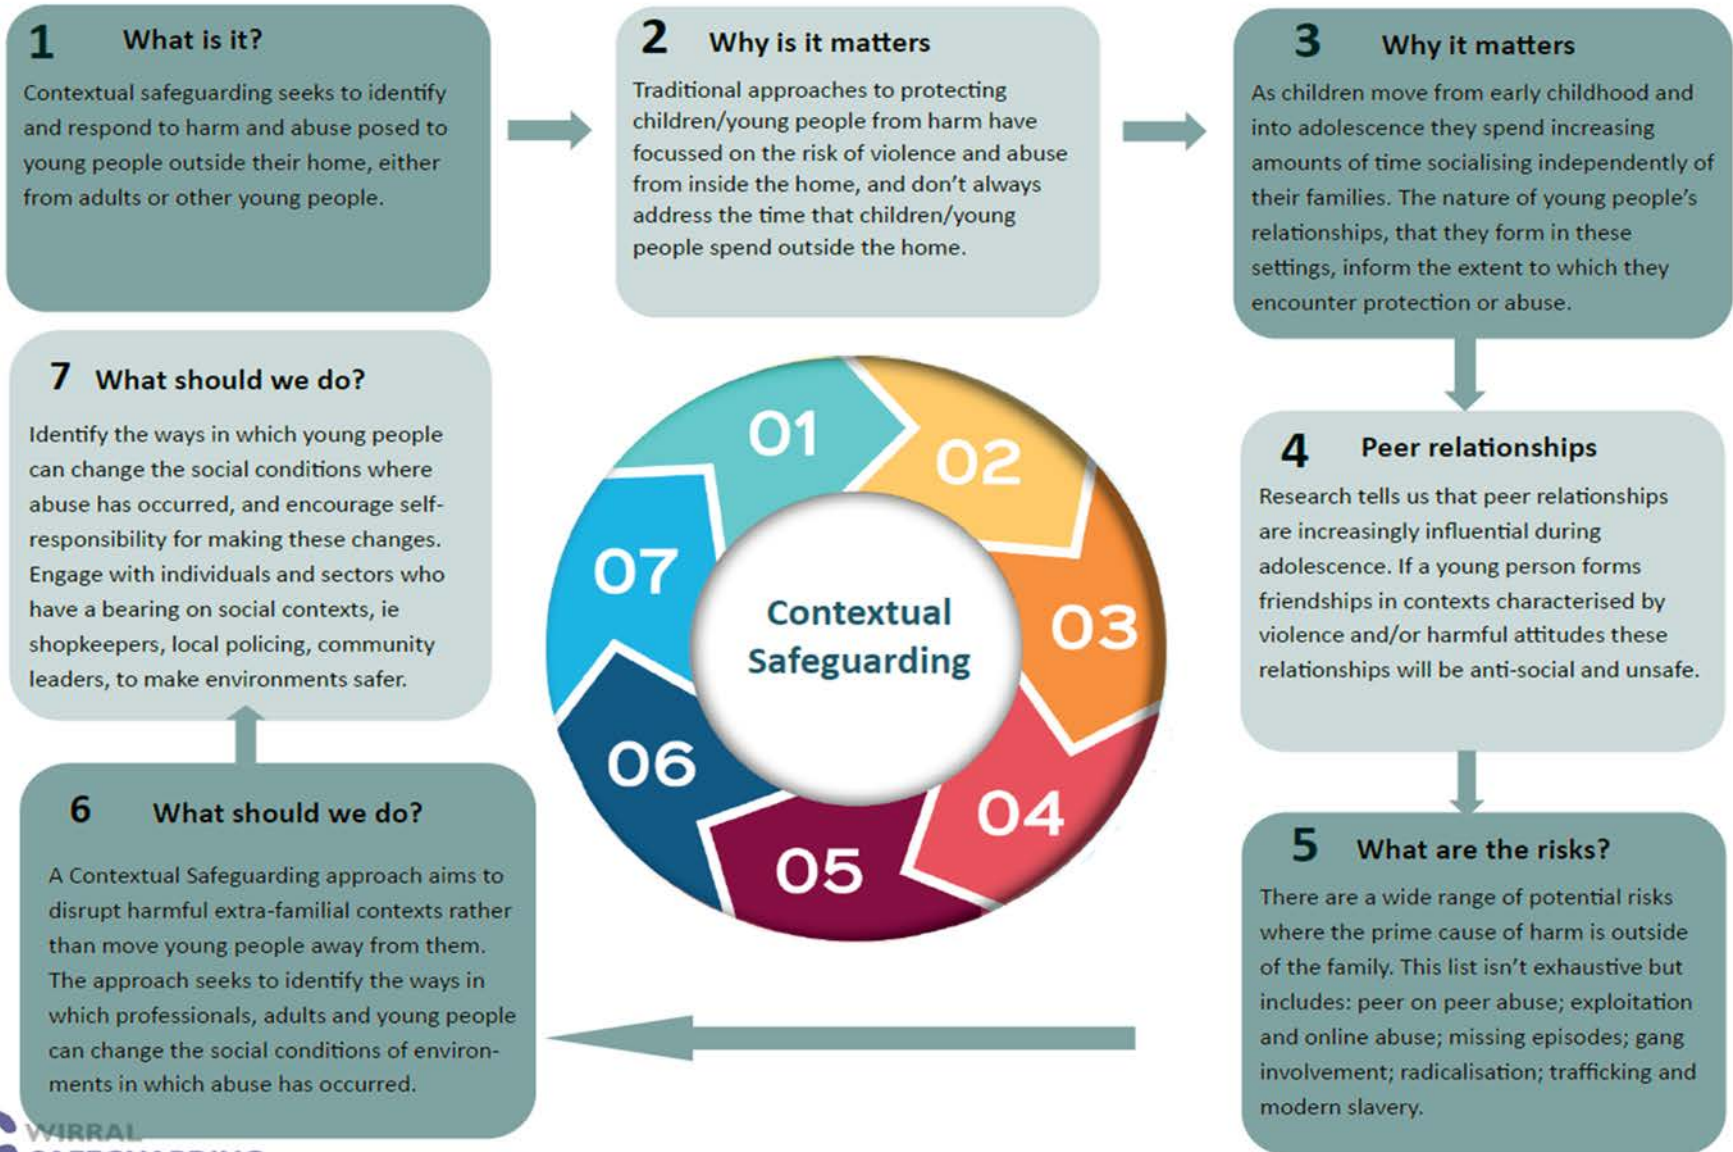 1 What is it?
Contextual safeguarding seeks to identify
and respond to harm and abuse posed to
young people outside their home, either
from adults or other young people.
2 Why is it matters
Traditional approaches to protecting
children/young people from harm have
focussed on the risk of violence and abuse
from inside the home, and don't always
address the time that children/young
people spend outside the home.
3 Why it matters
As children move from early childhood and
into adolescence they spend increasing
amounts of time socialising independently of
their families. The nature of young people's
relationships, that they form in these
settings, inform the extent to which they
encounter protection or abuse.
4 Peer relationships
Research tells us that peer relationships
are increasingly influential during
adolescence. If a young person forms
friendships in contexts characterised by
violence and/or harmful attitudes these
relationships will be anti-social and unsafe.
5 What are the risks?
There are a wide range of potential risks
where the prime cause of harm is outside
of the family. This list isn't exhaustive but
includes: peer on peer abuse; exploitation
and online abuse; missing episodes; gang
involvement; radicalisation; trafficking and
modern slavery.
6 What should we do?
A Contextual Safeguarding approach aims to
disrupt harmful extra-familial contexts rather
than move young people away from them.
The approach seeks to identify the ways in
which professionals, adults and young people
can change the social conditions of environ-
ments in which abuse has occurred.
7 What should we do?
Identify the ways in which young people
can change the social conditions where
abuse has occurred, and encourage self-
responsibility for making these changes.
Engage with individuals and sectors who
have a bearing on social contexts, ie
shopkeepers, local policing, community
leaders, to make environments safer.
01
02
03
04
05
06
07
Contextual
Safeguarding
WIRRAL
SAFEGUARDING